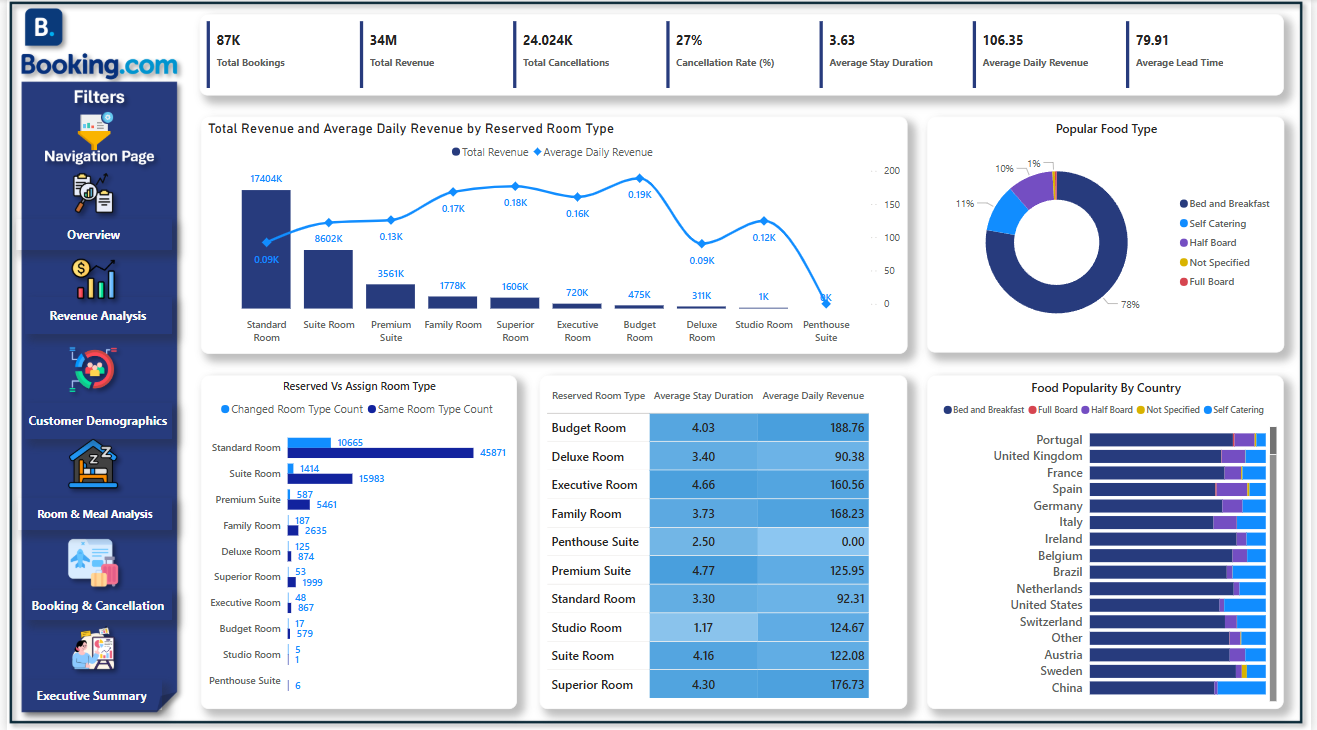 B.
Booking.com
Filters
Navigation Page
Overview
Revenue Analysis
Customer Demographics
Room & Meal Analysis
Booking & Cancellation
Executive Summary
87K
Total Bookings
34M
Total Revenue
24.024K
Total Cancellations
27%
Cancellation Rate (%)
3.63
Average Stay Duration
106.35
Average Daily Revenue
79.91
Average Lead Time
Total Revenue and Average Daily Revenue by Reserved Room Type
Total Revenue Average Daily Revenue
17404K
8602K
3561K
1778K
1606K
720K
475K
311K
1K
0K
0.09K
0.13K
0.17K
0.18K
0.16K
0.19K
0.09K
0.12K
200
150
100
50
0
Standard Room
Suite Room
Premium Suite
Family Room
Superior Room
Executive Room
Budget Room
Deluxe Room
Studio Room
Penthouse Suite
Popular Food Type
1%
10%
11%
78%
Bed and Breakfast
Self Catering
Half Board
Not Specified
Full Board
Reserved Vs Assign Room Type
Changed Room Type Count Same Room Type Count
Standard Room 10665 45871
Suite Room 1414 15983
Premium Suite 587 5461
Family Room 187 2635
Deluxe Room 125 874
Superior Room 53 1999
Executive Room 48 867
Budget Room 17 579
Studio Room 5 1
Penthouse Suite 6
Reserved Room Type Average Stay Duration Average Daily Revenue
Budget Room 4.03 188.76
Deluxe Room 3.40 90.38
Executive Room 4.66 160.56
Family Room 3.73 168.23
Penthouse Suite 2.50 0.00
Premium Suite 4.77 125.95
Standard Room 3.30 92.31
Studio Room 1.17 124.67
Suite Room 4.16 122.08
Superior Room 4.30 176.73
Food Popularity By Country
Bed and Breakfast Full Board Half Board Not Specified Self Catering
Portugal
United Kingdom
France
Spain
Germany
Italy
Ireland
Belgium
Brazil
Netherlands
United States
Switzerland
Other
Austria
Sweden
China